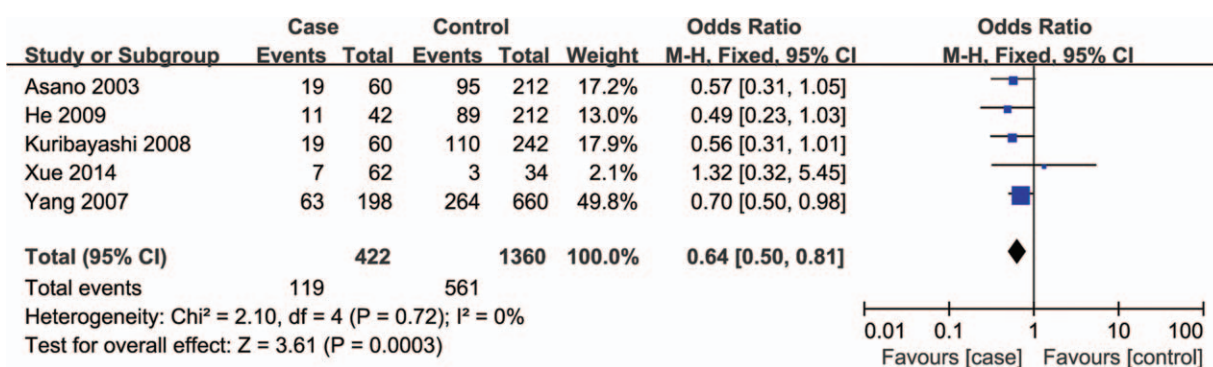 Case Control Odds Ratio Odds Ratio
Study or Subgroup Events Total Events Total Weight M-H, Fixed, 95% CI M-H, Fixed, 95% CI
Asano 2003 19 60 95 212 17.2% 0.57 [0.31, 1.05]
He 2009 11 42 89 212 13.0% 0.49 [0.23, 1.03]
Kuribayashi 2008 19 60 110 242 17.9% 0.56 [0.31, 1.01]
Xue 2014 7 62 3 34 2.1% 1.32 [0.32, 5.45]
Yang 2007 63 198 264 660 49.8% 0.70 [0.50, 0.98]
Total (95% CI) 422 1360 100.0% 0.64 [0.50, 0.81]
Total events 119 561
Heterogeneity: Chi² = 2.10, df = 4 (P = 0.72); I² = 0%
Test for overall effect: Z = 3.61 (P = 0.0003)
0.01 0.1 1 10 100
Favours [case] Favours [control]